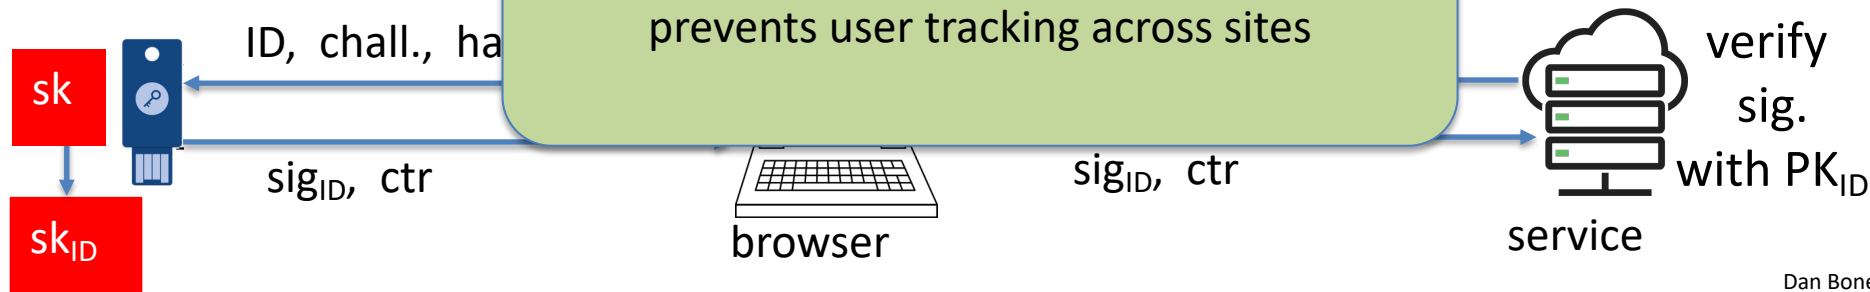 prevents user tracking across sites
ID, chall., ha
verify
sig.
with PK_ID
sk
sig_ID, ctr
sig_ID, ctr
sk_ID
browser
service
Dan Bone